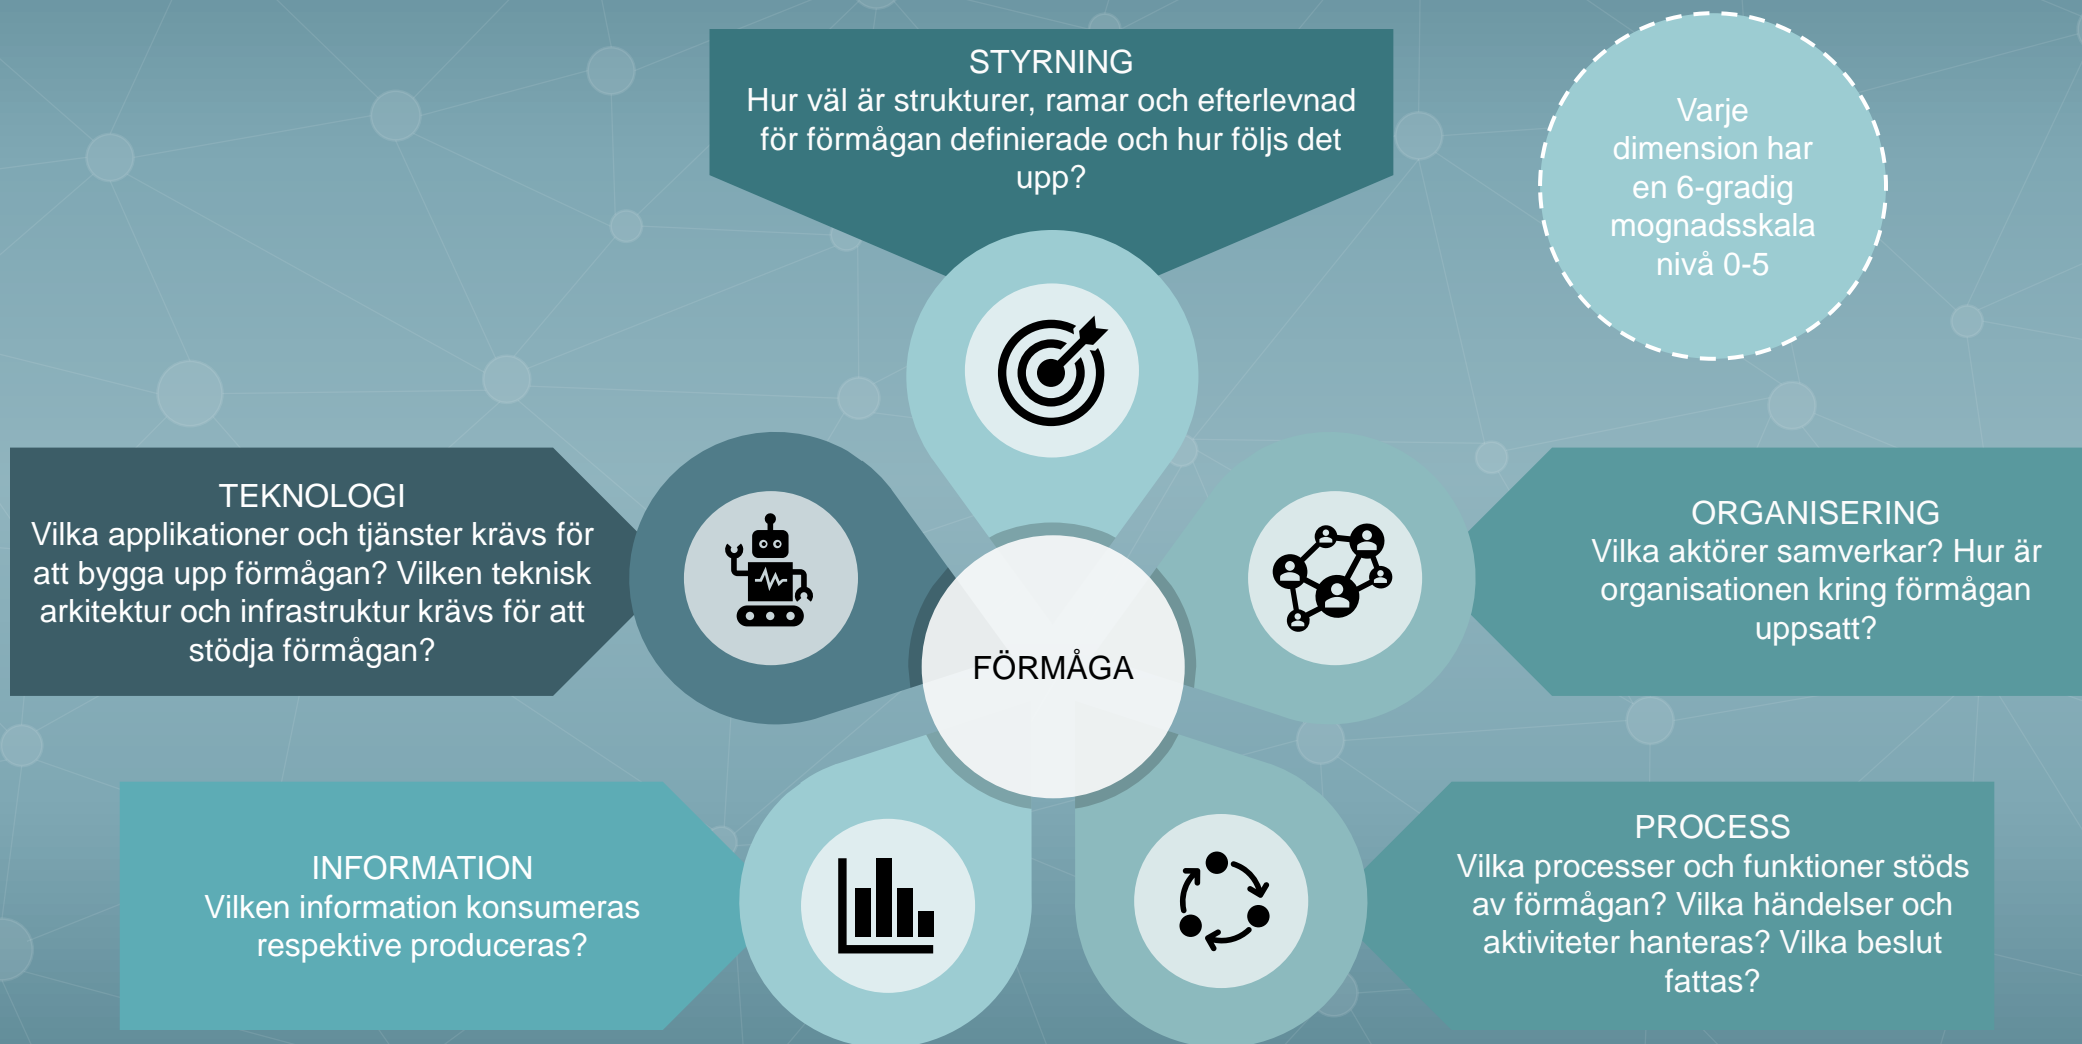 STYRNING
Hur väl är strukturer, ramar och efterlevnad
för förmågan definierade och hur följs det
upp?
Varje
dimension har
en 6-gradig
mognadsskala
nivå 0-5
TEKNOLOGI
Vilka applikationer och tjänster krävs för
att bygga upp förmågan? Vilken teknisk
arkitektur och infrastruktur krävs för att
stödja förmågan?
ORGANISERING
Vilka aktörer samverkar? Hur är
organisationen kring förmågan
uppsatt?
FÖRMÅGA
INFORMATION
Vilken information konsumeras
respektive produceras?
PROCESS
Vilka processer och funktioner stöds
av förmågan? Vilka händelser och
aktiviteter hanteras? Vilka beslut
fattas?